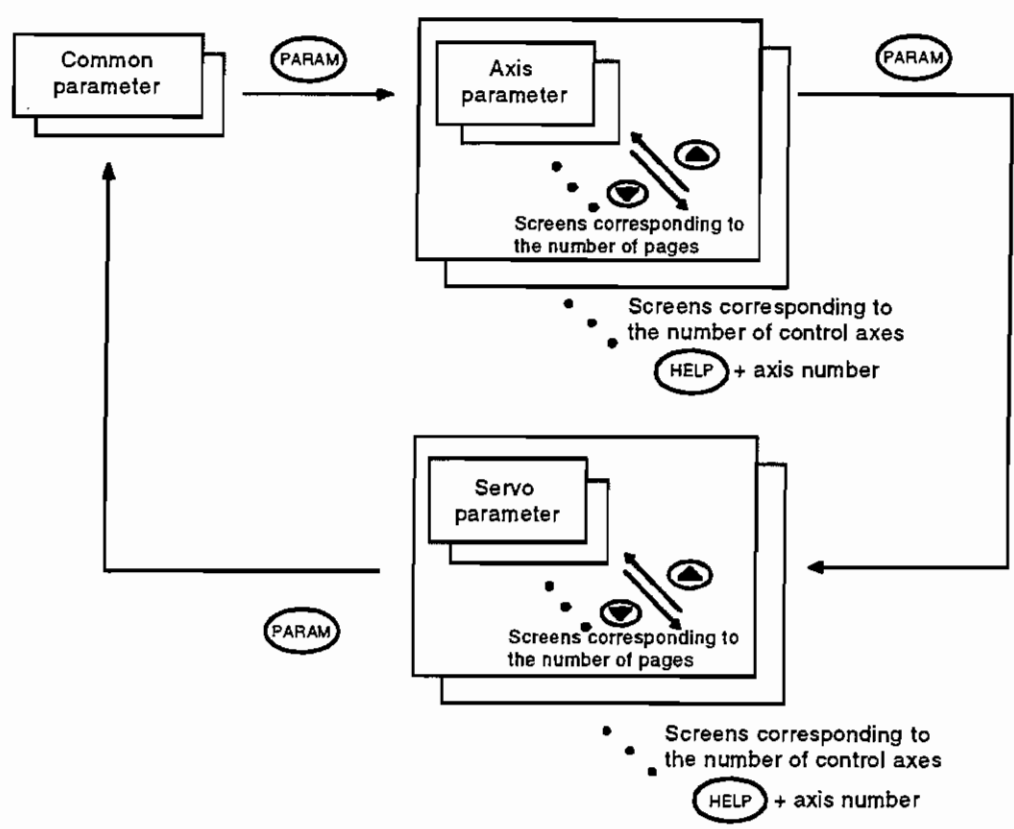 Common
parameter
PARAM
Axis
parameter
Screens corresponding to
the number of pages
PARAM
Screens corresponding to
the number of control axes
HELP + axis number
Servo
parameter
Screens corresponding to
the number of pages
PARAM
Screens corresponding to
the number of control axes
HELP + axis number